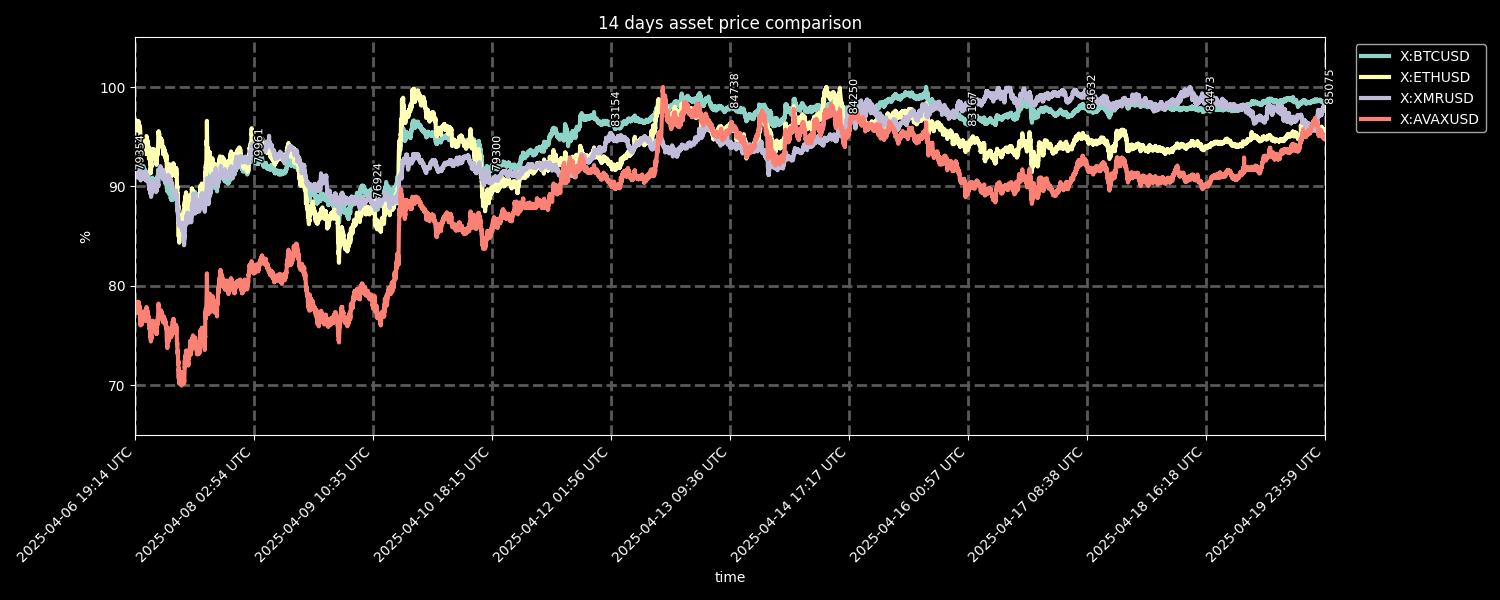 14 days asset price comparison
X:BTCUSD
X:ETHUSD
X:XMRUSD
X:AVAXUSD
100
90
80
70
%
79961
76924
79300
83154
84738
84250
83167
84632
84473
85075
2025-04-06 19:14 UTC
2025-04-08 02:54 UTC
2025-04-09 10:35 UTC
2025-04-10 18:15 UTC
2025-04-12 01:56 UTC
2025-04-13 09:36 UTC
2025-04-14 17:17 UTC
2025-04-16 00:57 UTC
2025-04-17 08:38 UTC
2025-04-18 16:18 UTC
2025-04-19 23:59 UTC
time